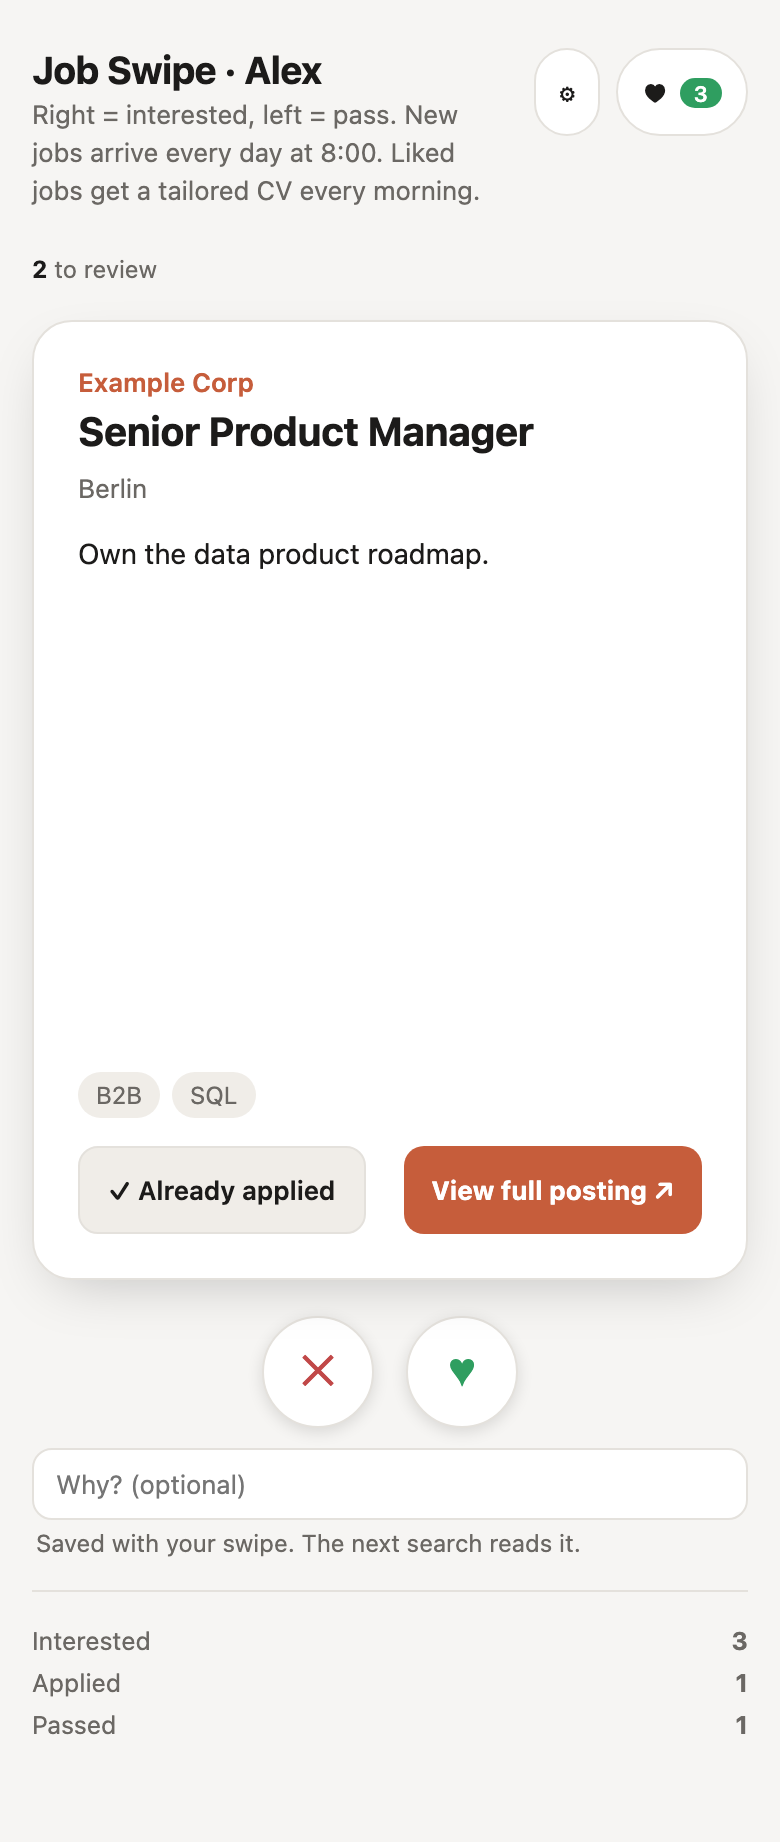 Job Swipe · Alex
Right = interested, left = pass. New
jobs arrive every day at 8:00. Liked
jobs get a tailored CV every morning.
⚙
♥ 3
2 to review
Example Corp
Senior Product Manager
Berlin
Own the data product roadmap.
B2B SQL
✓ Already applied
View full posting ↗
✕ ♥
Why? (optional)
Saved with your swipe. The next search reads it.
Interested 3
Applied 1
Passed 1